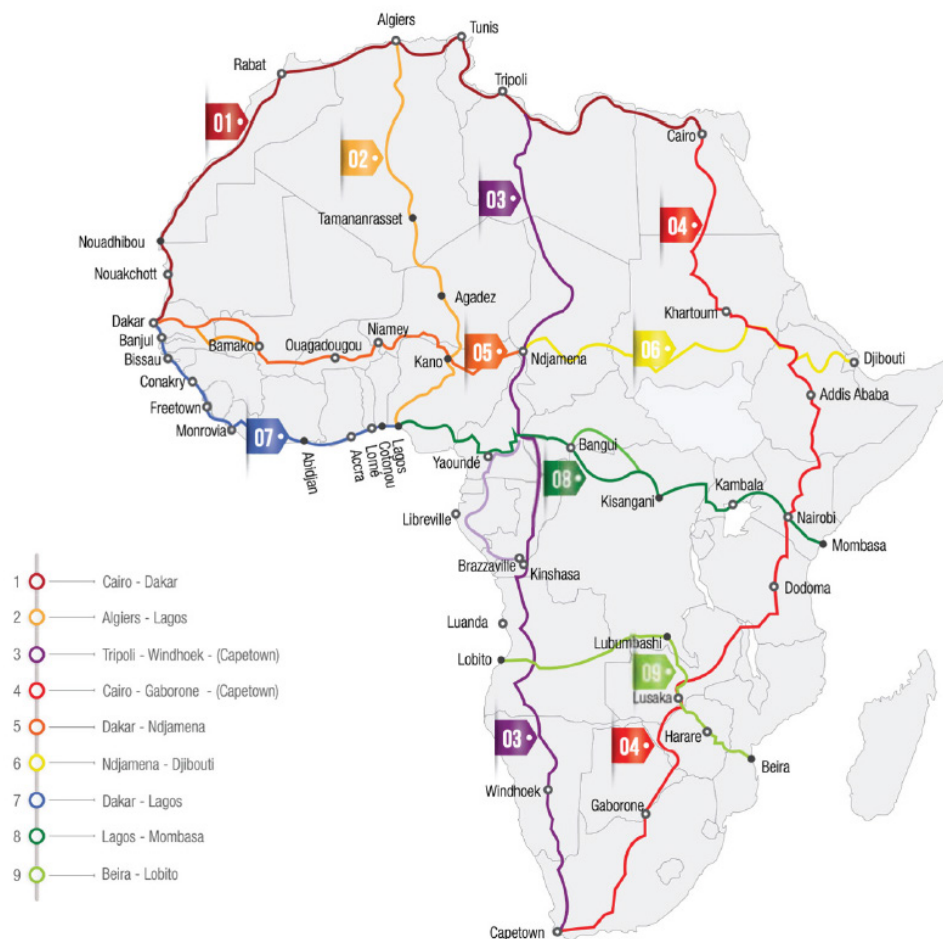 Algiers
Tunis
Rabat
Tripoli
01
Cairo
02
03
04
Tamananrasset
Nouadhibou
Nouakchott
Agadez
Khartoum
Dakar
Banjul
Bamako
Ouagadougou
Niamey
Kano
05
Ndjamena
06
Djibouti
Bissau
Conakry
Addis Ababa
Freetown
Monrovia
07
Abidjan
Accra
Lomé
Cotonou
Lagos
Yaoundé
Bangui
08
Kisangani
Kambala
Libreville
Nairobi
Mombasa
Brazzaville
Kinshasa
Dodoma
Luanda
Lubumbashi
Lobito
09
Lusaka
03
04
Harare
Beira
Windhoek
Gaborone
Capetown
1 Cairo - Dakar
2 Algiers - Lagos
3 Tripoli - Windhoek - (Capetown)
4 Cairo - Gaborone - (Capetown)
5 Dakar - Ndjamena
6 Ndjamena - Djibouti
7 Dakar - Lagos
8 Lagos - Mombasa
9 Beira - Lobito